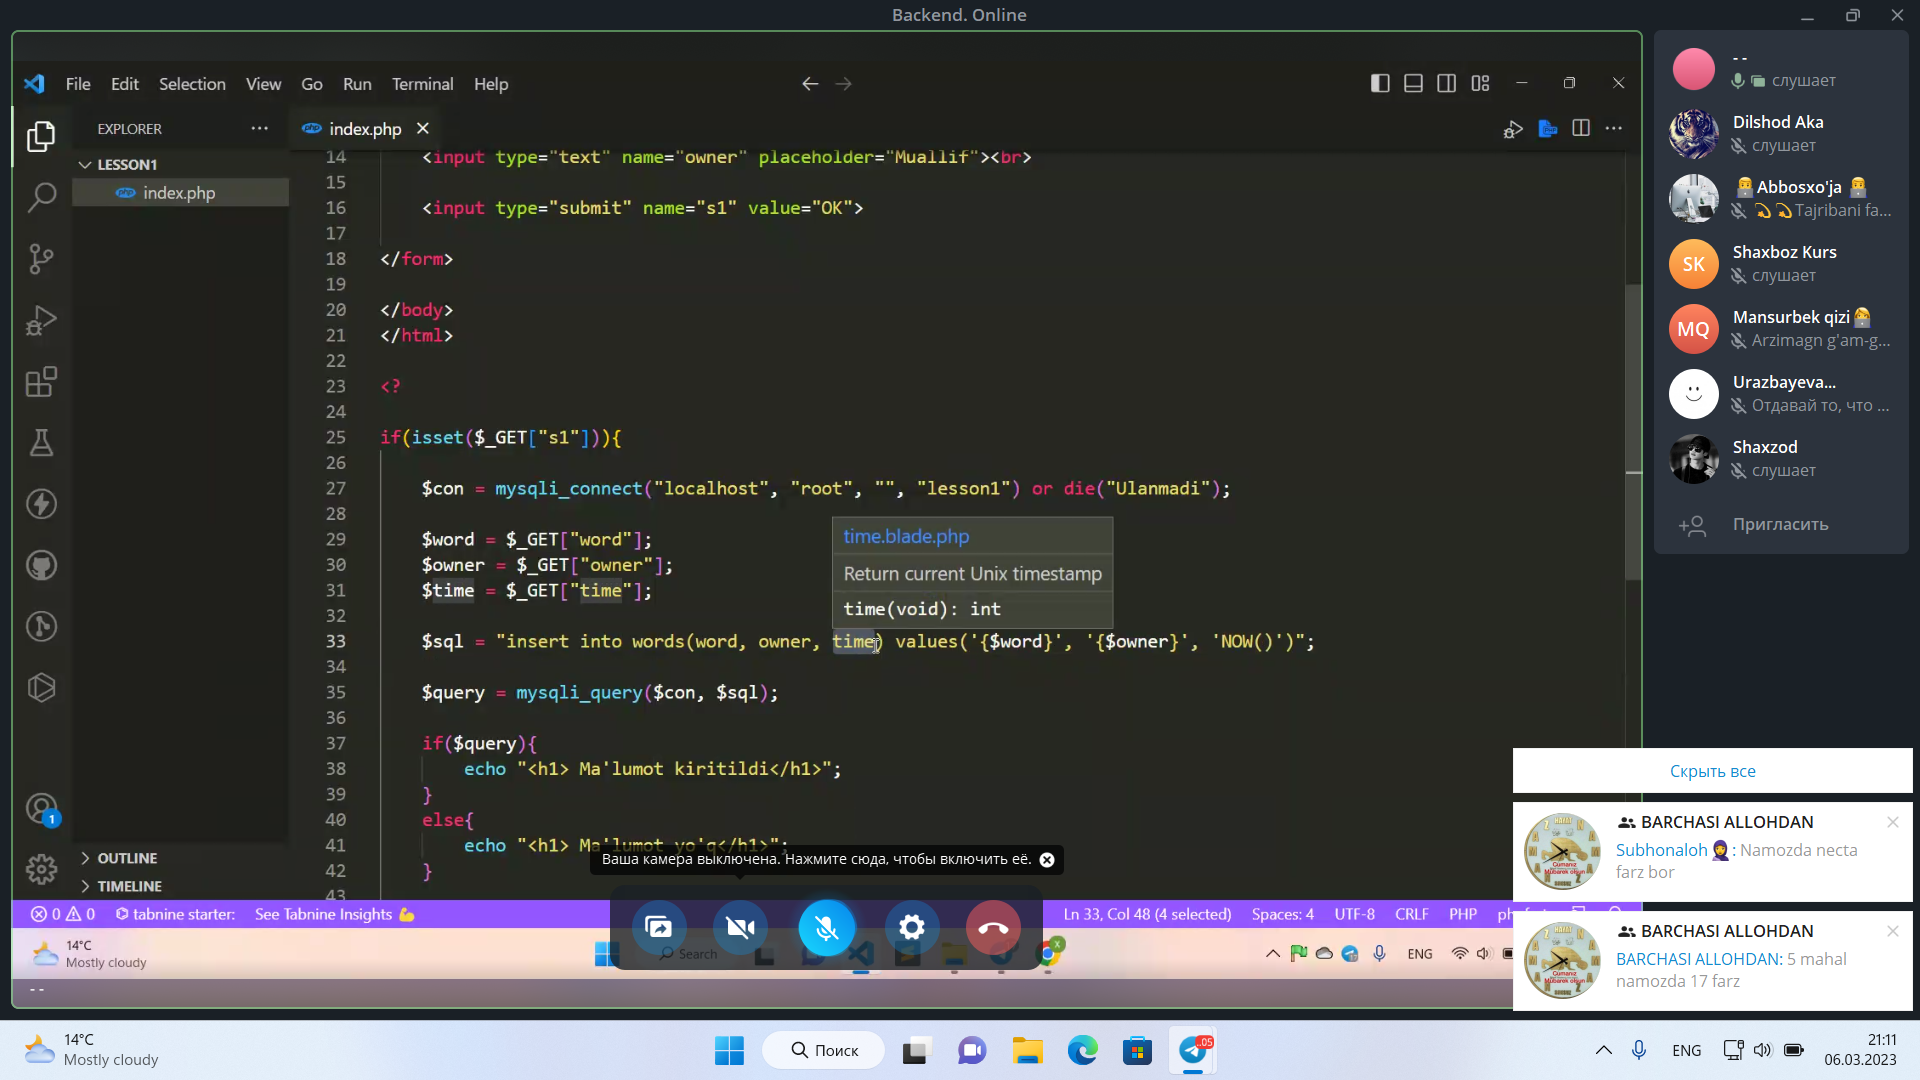 Backend. Online
File Edit Selection View Go Run Terminal Help
EXPLORER
LESSON1
index.php
index.php
14 <input type="text" name="owner" placeholder="Muallif"><br>
15
16 <input type="submit" name="s1" value="OK">
17
18 </form>
19
20 </body>
21 </html>
22
23 <?
24
25 if(isset($_GET["s1"])){
26
27 $con = mysqli_connect("localhost", "root", "", "lesson1") or die("Ulanmadi");
28
29 $word = $_GET["word"];
30 $owner = $_GET["owner"];
31 $time = $_GET["time"];
32
time.blade.php
Return current Unix timestamp
time(void): int
33 $sql = "insert into words(word, owner, time) values('{$word}', '{$owner}', 'NOW()')";
34
35 $query = mysqli_query($con, $sql);
36
37 if($query){
38 echo "<h1> Ma'lumot kiritildi</h1>";
39 }
40 else{
41 echo "<h1> Ma'lumot yo'q</h1>";
42 }
43
OUTLINE
TIMELINE
1
Ваша камера выключена. Нажмите сюда, чтобы включить её.
0 0 tabnine starter: See Tabnine Insights
Ln 33, Col 48 (4 selected) Spaces: 4 UTF-8 CRLF PHP
14°C
Mostly cloudy
Search
X
ENG
- -
- -
слушает
Dilshod Aka
слушает
Abbosxo'ja
Tajribani fa...
SK
Shaxboz Kurs
слушает
MQ
Mansurbek qizi
Arzimagn g'am-g...
Urazbayeva...
Отдавай то, что ...
Shaxzod
слушает
Пригласить
Скрыть все
BARCHASI ALLOHDAN
Subhonaloh : Namozda necta
farz bor
BARCHASI ALLOHDAN
BARCHASI ALLOHDAN: 5 mahal
namozda 17 farz
14°C
Mostly cloudy
Поиск
..05
ENG
21:11
06.03.2023